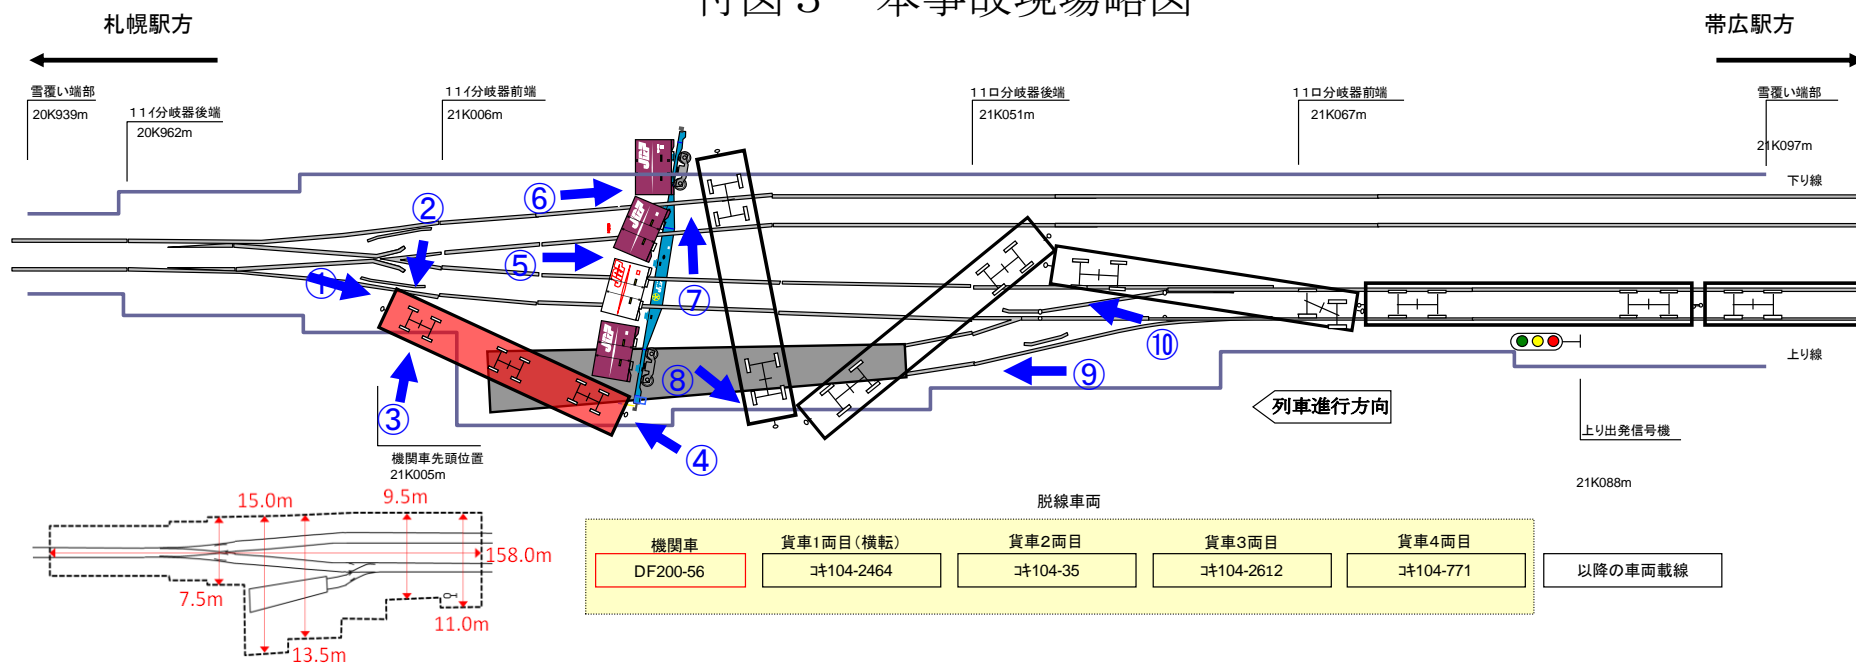 付図3 本事故現場略図
札幌駅方
帯広駅方
雪覆い端部
20K939m
11イ分岐器後端
20K962m
11イ分岐器前端
21K006m
11ロ分岐器後端
21K051m
11ロ分岐器前端
21K067m
雪覆い端部
21K097m
下り線
上り線
①
②
③
④
⑤
⑥
⑦
⑧
⑨
⑩
JRF
JRF
JRF
JRF
列車進行方向
上り出発信号機
21K088m
機関車先頭位置
21K005m
15.0m
9.5m
158.0m
7.5m
11.0m
13.5m
脱線車両
機関車
DF200-56
貨車1両目(横転)
コキ104-2464
貨車2両目
コキ104-35
貨車3両目
コキ104-2612
貨車4両目
コキ104-771
以降の車両載線